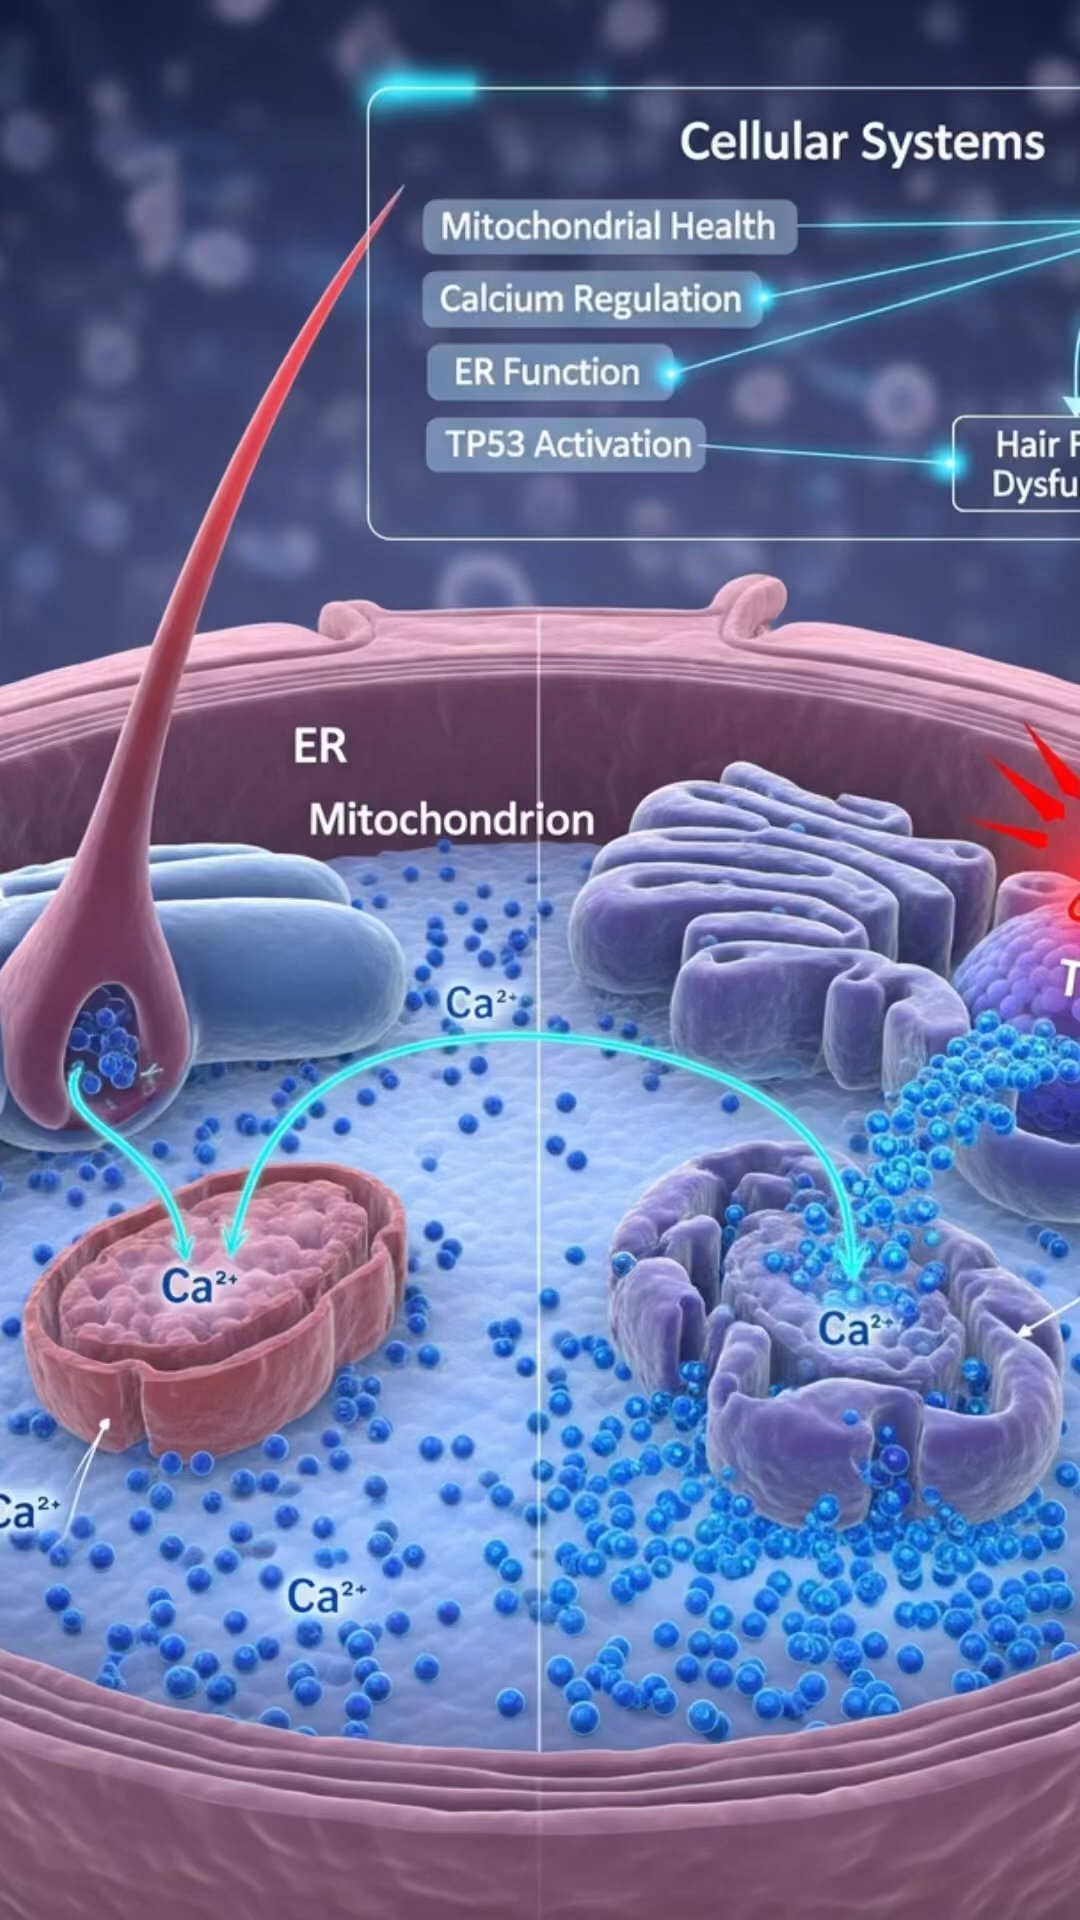 Cellular Systems
Mitochondrial Health
Calcium Regulation
ER Function
TP53 Activation
Hair F
Dysfu
ER
Mitochondrion
T
Ca²⁺
Ca²⁺
Ca²⁺
Ca²⁺
Ca²⁺